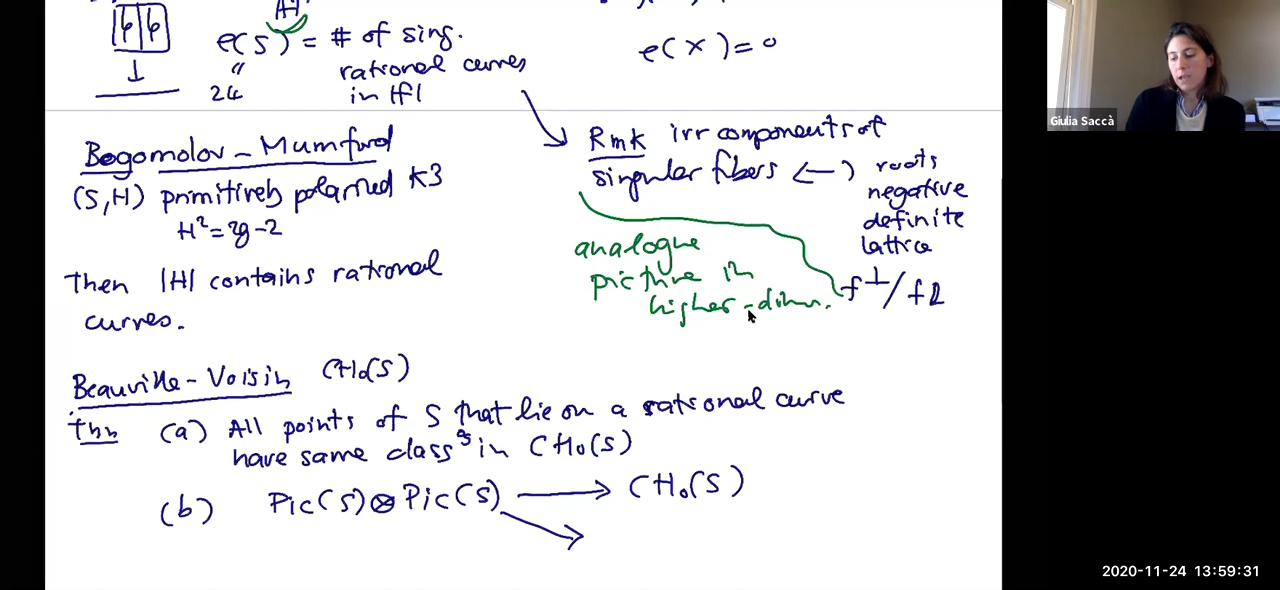 e(S) = # of sing.
rational curves
in |f|
"
24
e(X)=0
Bogomolov - Mumford
(S,H) primitively polarized K3
H²=2g-2
Then |H| contains rational
curves.
Rmk irr components of
singular fibers ↔ roots
negative
definite
lattice
f⊥/fℤ
analogue
picture in
higher-dim.
Beauville-Voisin CH₀(S)
Thm (a) All points of S that lie on a rational curve
have same class in CH₀(S)
(b) Pic(S)⊗Pic(S) → CH₀(S)
Giulia Saccà
2020-11-24 13:59:31